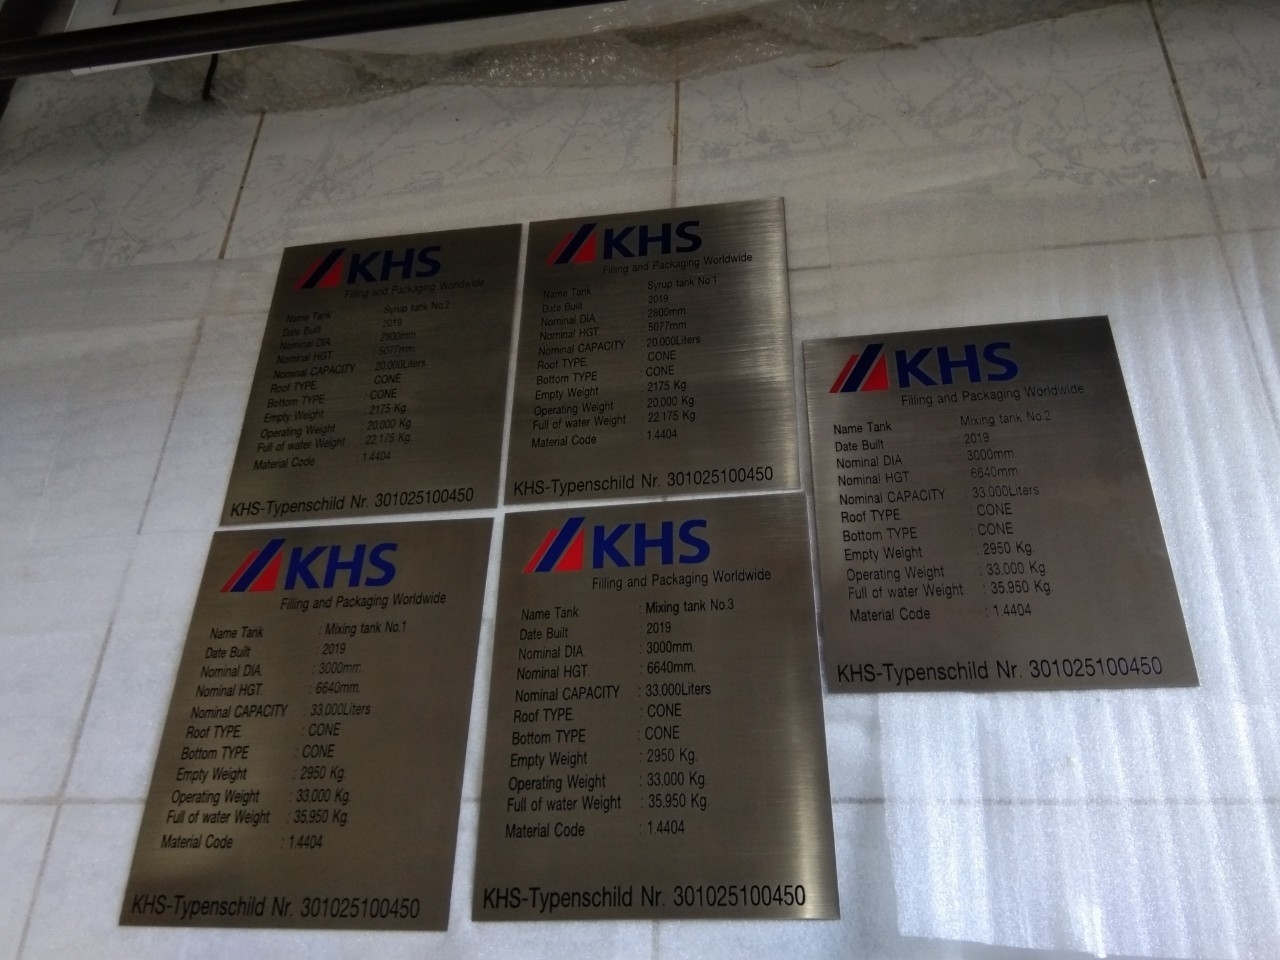 KHS
Filling and Packaging Worldwide
Name Tank : Syrup tank No.2
Date Built : 2019
Nominal DIA. : 2800mm
Nominal HGT. : 5077mm.
Nominal CAPACITY : 20,000Liters
Roof TYPE : CONE
Bottom TYPE : CONE
Empty Weight : 2175 Kg.
Operating Weight : 20,000 Kg
Full of water Weight : 22,175 Kg.
Material Code : 1.4404
KHS-Typenschild Nr. 301025100450
KHS
Filling and Packaging Worldwide
Name Tank : Syrup tank No.1
Date Built : 2019
Nominal DIA. : 2800mm
Nominal HGT. : 5077mm
Nominal CAPACITY : 20,000Liters
Roof TYPE : CONE
Bottom TYPE : CONE
Empty Weight : 2175 Kg
Operating Weight : 20,000 Kg
Full of water Weight : 22,175 Kg
Material Code : 1.4404
KHS-Typenschild Nr. 301025100450
KHS
Filling and Packaging Worldwide
Name Tank : Mixing tank No.2
Date Built : 2019
Nominal DIA : 3000mm
Nominal HGT. : 6640mm
Nominal CAPACITY : 33,000Liters
Roof TYPE : CONE
Bottom TYPE : CONE
Empty Weight : 2950 Kg.
Operating Weight : 33,000 Kg
Full of water Weight : 35,950 Kg.
Material Code : 1.4404
KHS-Typenschild Nr. 301025100450
KHS
Filling and Packaging Worldwide
Name Tank : Mixing tank No.1
Date Built : 2019
Nominal DIA. : 3000mm
Nominal HGT. : 6640mm.
Nominal CAPACITY : 33,000Liters
Roof TYPE. : CONE
Bottom TYPE : CONE
Empty Weight : 2950 Kg.
Operating Weight : 33,000 Kg.
Full of water Weight : 35,950 Kg.
Material Code : 1.4404
KHS-Typenschild Nr. 301025100450
KHS
Filling and Packaging Worldwide
Name Tank : Mixing tank No.3
Date Built : 2019
Nominal DIA. : 3000mm.
Nominal HGT. : 6640mm.
Nominal CAPACITY : 33,000Liters
Roof TYPE. : CONE
Bottom TYPE : CONE
Empty Weight : 2950 Kg.
Operating Weight : 33,000 Kg
Full of water Weight : 35,950 Kg
Material Code : 1.4404
KHS-Typenschild Nr. 301025100450